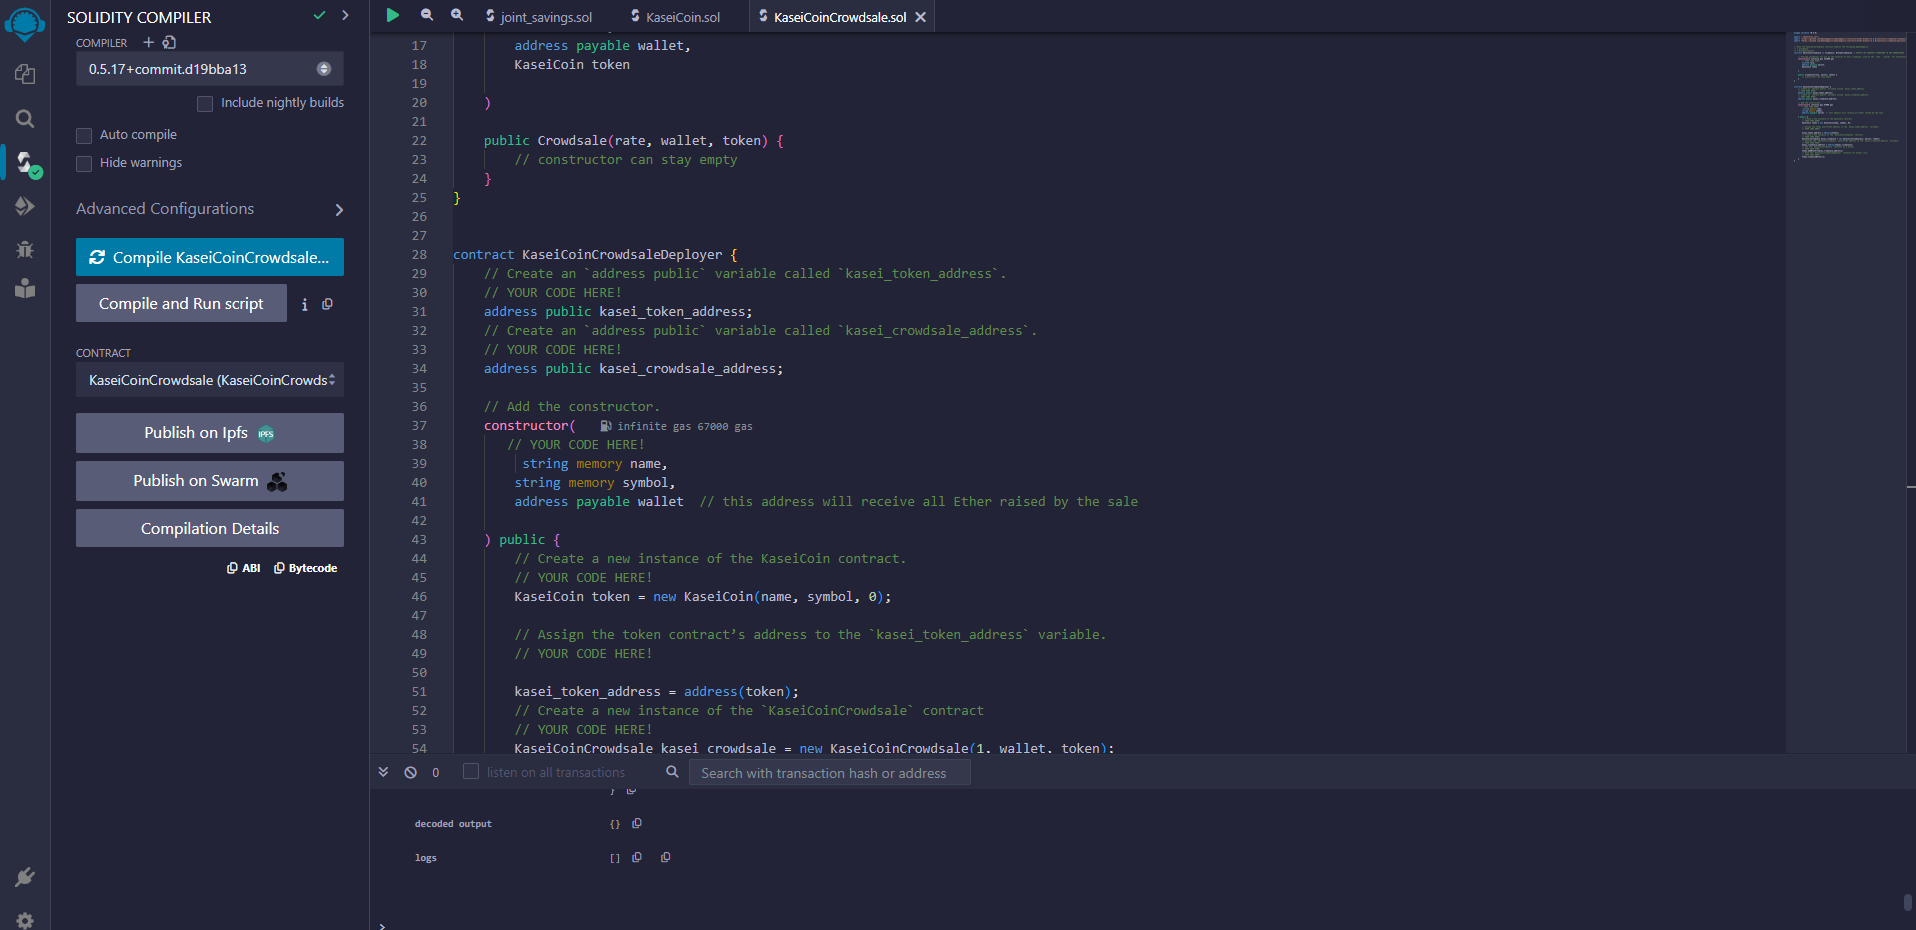 SOLIDITY COMPILER
COMPILER
0.5.17+commit.d19bba13
Include nightly builds
Auto compile
Hide warnings
Advanced Configurations
Compile KaseiCoinCrowdsale...
Compile and Run script
CONTRACT
KaseiCoinCrowdsale (KaseiCoinCrowds
Publish on Ipfs IPFS
Publish on Swarm
Compilation Details
ABI Bytecode
joint_savings.sol KaseiCoin.sol KaseiCoinCrowdsale.sol
17 address payable wallet,
18 KaseiCoin token
19
20 )
21
22 public Crowdsale(rate, wallet, token) {
23 // constructor can stay empty
24 }
25 }
26
27
28 contract KaseiCoinCrowdsaleDeployer {
29 // Create an `address public` variable called `kasei_token_address`.
30 // YOUR CODE HERE!
31 address public kasei_token_address;
32 // Create an `address public` variable called `kasei_crowdsale_address`.
33 // YOUR CODE HERE!
34 address public kasei_crowdsale_address;
35
36 // Add the constructor.
37 constructor( infinite gas 67000 gas
38 // YOUR CODE HERE!
39 string memory name,
40 string memory symbol,
41 address payable wallet // this address will receive all Ether raised by the sale
42
43 ) public {
44 // Create a new instance of the KaseiCoin contract.
45 // YOUR CODE HERE!
46 KaseiCoin token = new KaseiCoin(name, symbol, 0);
47
48 // Assign the token contract’s address to the `kasei_token_address` variable.
49 // YOUR CODE HERE!
50
51 kasei_token_address = address(token);
52 // Create a new instance of the `KaseiCoinCrowdsale` contract
53 // YOUR CODE HERE!
54 KaseiCoinCrowdsale kasei_crowdsale = new KaseiCoinCrowdsale(1, wallet, token);
0 listen on all transactions Search with transaction hash or address
}
decoded output {}
logs []
>